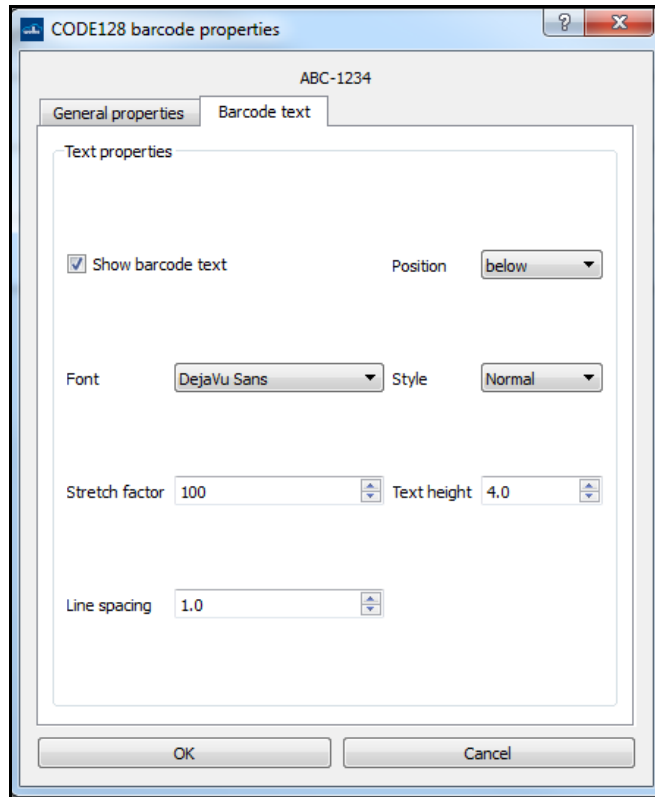 CODE128 barcode properties
ABC-1234
General properties Barcode text
Text properties
Show barcode text Position below
Font DejaVu Sans Style Normal
Stretch factor 100 Text height 4.0
Line spacing 1.0
OK Cancel